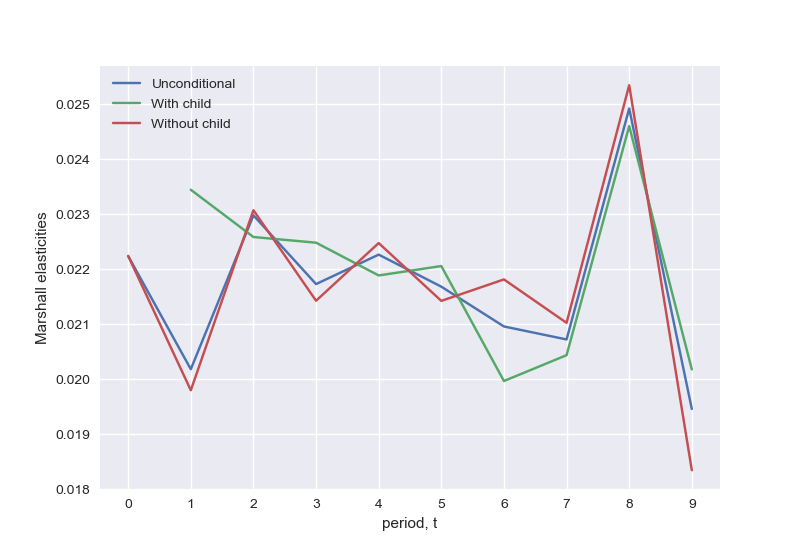 Unconditional
With child
Without child
0.025
0.024
0.023
0.022
0.021
0.020
0.019
0.018
Marshall elasticities
0 1 2 3 4 5 6 7 8 9
period, t